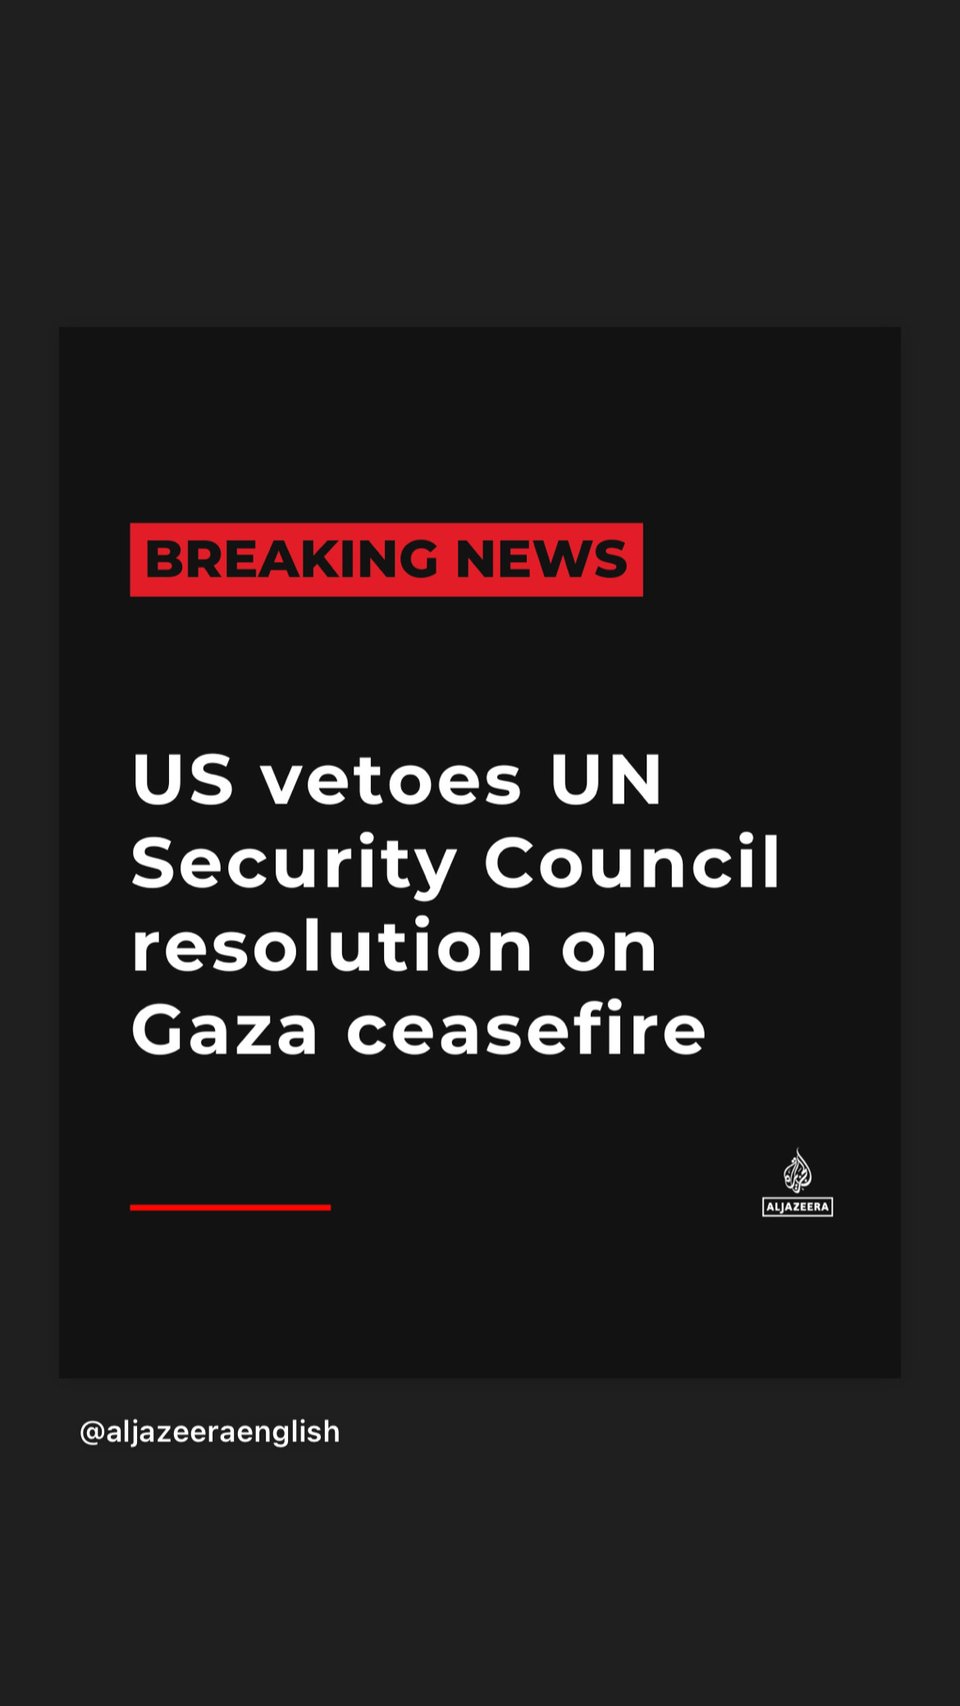 BREAKING NEWS
US vetoes UN
Security Council
resolution on
Gaza ceasefire
ALJAZEERA
@aljazeeraenglish